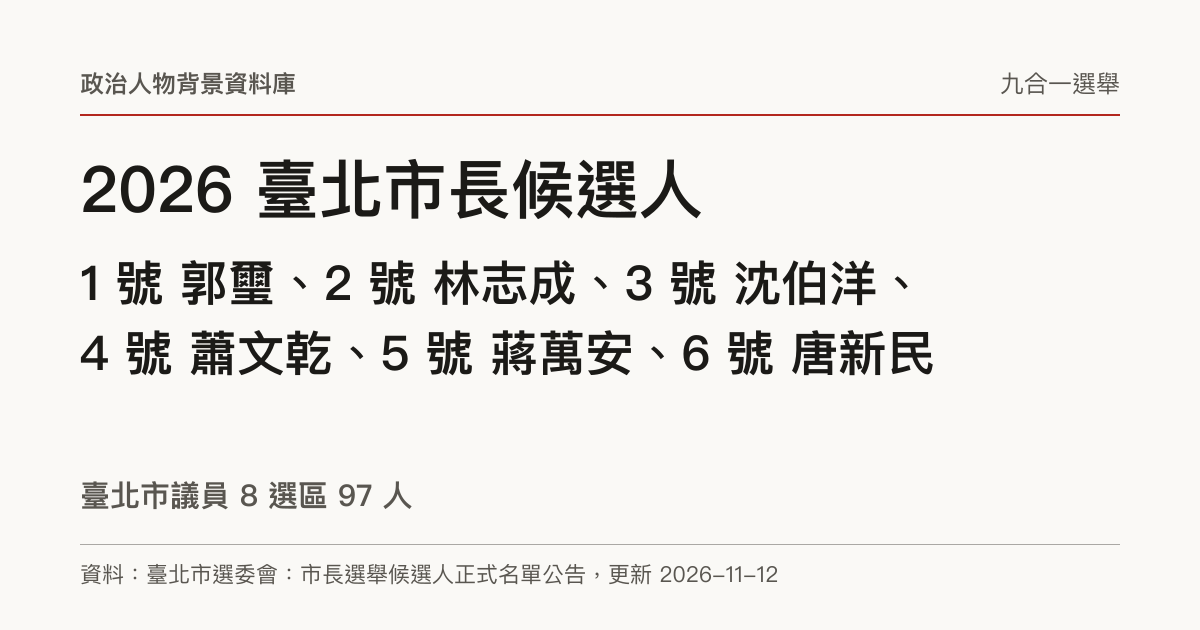 政治人物背景資料庫
九合一選舉
2026 臺北市長候選人
1 號 郭璽、2 號 林志成、3 號 沈伯洋、
4 號 蕭文乾、5 號 蔣萬安、6 號 唐新民
臺北市議員 8 選區 97 人
資料：臺北市選委會：市長選舉候選人正式名單公告，更新 2026-11-12